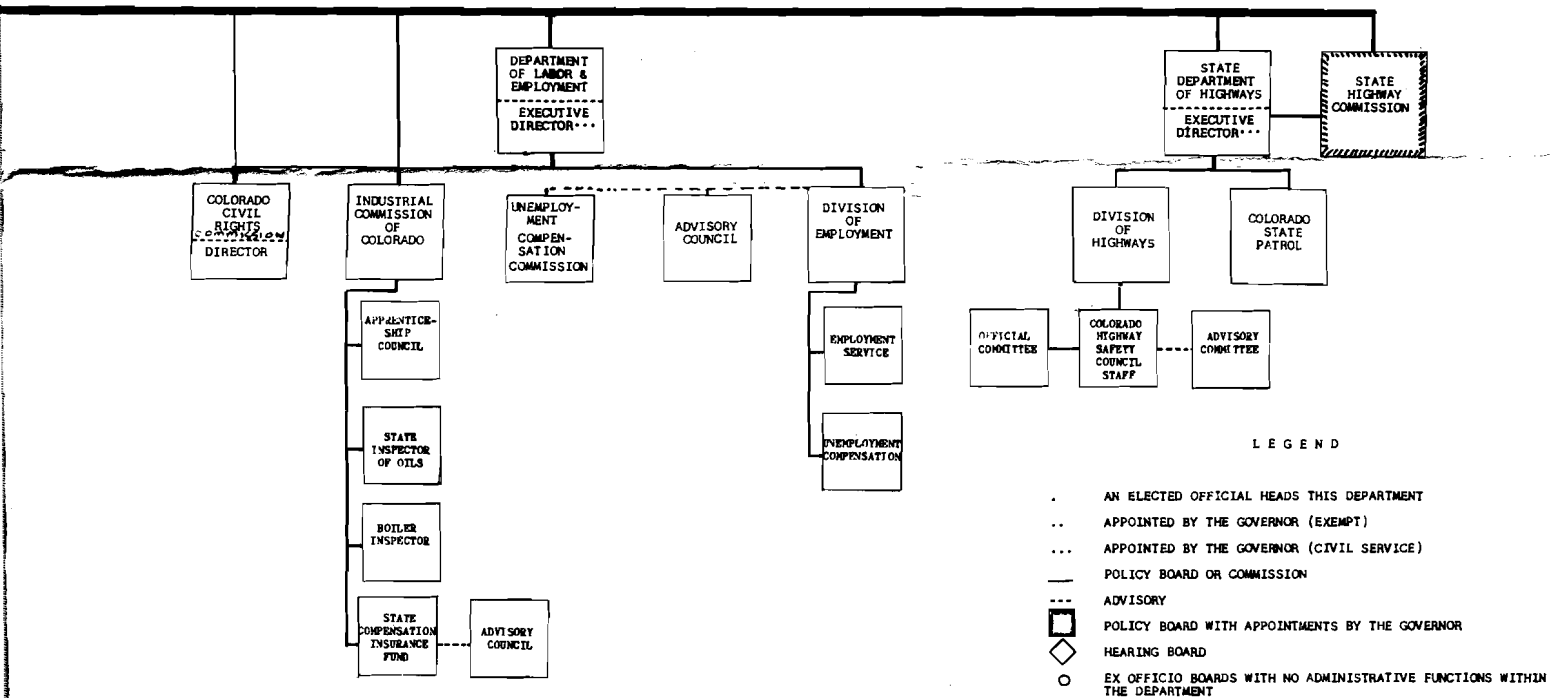 DEPARTMENT
OF LABOR &
EMPLOYMENT
EXECUTIVE
DIRECTOR...
STATE
DEPARTMENT
OF HIGHWAYS
EXECUTIVE
DIRECTOR...
STATE
HIGHWAY
COMMISSION
COLORADO
CIVIL
RIGHTS
COMMISSION
DIRECTOR
INDUSTRIAL
COMMISSION
OF
COLORADO
UNEMPLOY-
MENT
COMPEN-
SATION
COMMISSION
ADVISORY
COUNCIL
DIVISION
OF
EMPLOYMENT
DIVISION
OF
HIGHWAYS
COLORADO
STATE
PATROL
APPRENTICE-
SHIP
COUNCIL
EMPLOYMENT
SERVICE
OFFICIAL
COMMITTEE
COLORADO
HIGHWAY
SAFETY
COUNCIL
STAFF
ADVISORY
COMMITTEE
STATE
INSPECTOR
OF OILS
UNEMPLOYMENT
COMPENSATION
BOILER
INSPECTOR
STATE
COMPENSATION
INSURANCE
FUND
ADVISORY
COUNCIL
LEGEND
. AN ELECTED OFFICIAL HEADS THIS DEPARTMENT
.. APPOINTED BY THE GOVERNOR (EXEMPT)
... APPOINTED BY THE GOVERNOR (CIVIL SERVICE)
POLICY BOARD OR COMMISSION
ADVISORY
POLICY BOARD WITH APPOINTMENTS BY THE GOVERNOR
HEARING BOARD
EX OFFICIO BOARDS WITH NO ADMINISTRATIVE FUNCTIONS WITHIN
THE DEPARTMENT